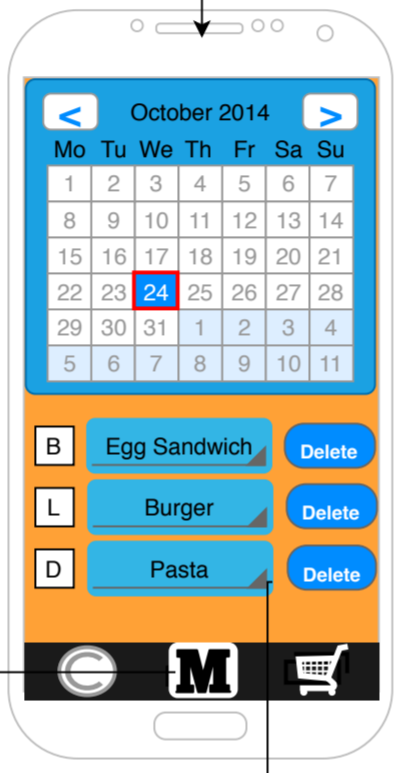 < October 2014 >
Mo Tu We Th Fr Sa Su
1 2 3 4 5 6 7
8 9 10 11 12 13 14
15 16 17 18 19 20 21
22 23 24 25 26 27 28
29 30 31 1 2 3 4
5 6 7 8 9 10 11
B Egg Sandwich Delete
L Burger Delete
D Pasta Delete
C M